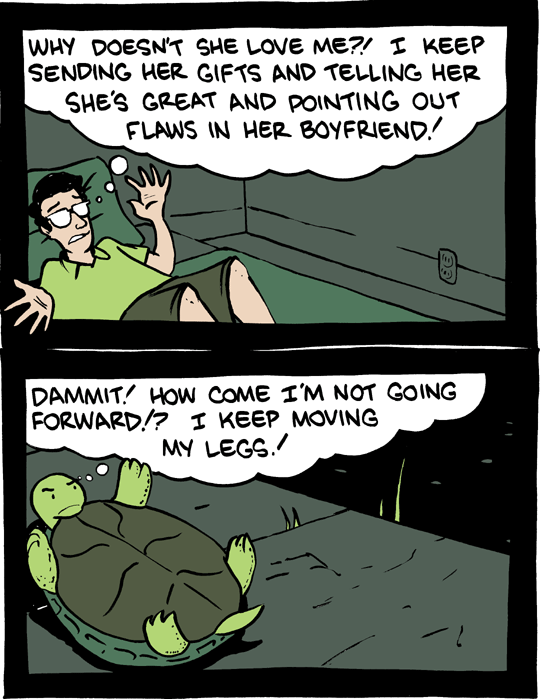 WHY DOESN'T SHE LOVE ME?! I KEEP
SENDING HER GIFTS AND TELLING HER
SHE'S GREAT AND POINTING OUT
FLAWS IN HER BOYFRIEND!
DAMMIT! HOW COME I'M NOT GOING
FORWARD!? I KEEP MOVING
MY LEGS!